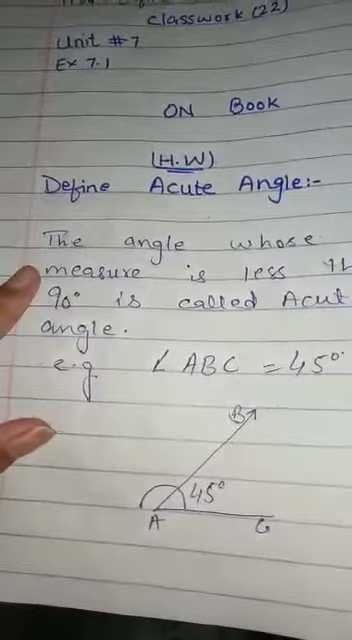 Classwork (22)
Unit #7
Ex 7.1
ON Book
(H.W)
Define Acute Angle:-
The angle whose
measure is less th
90° is called Acut
angle.
e.g ∠ABC = 45°
B
45°
A
C